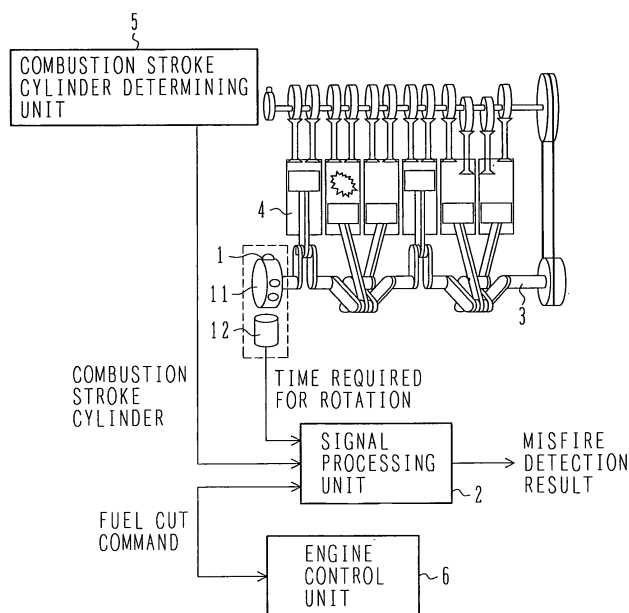 5
COMBUSTION STROKE
CYLINDER DETERMINING
UNIT
4
1
11
12
3
COMBUSTION
STROKE
CYLINDER
TIME REQUIRED
FOR ROTATION
SIGNAL
PROCESSING
UNIT
2
MISFIRE
DETECTION
RESULT
FUEL CUT
COMMAND
ENGINE
CONTROL
UNIT
6